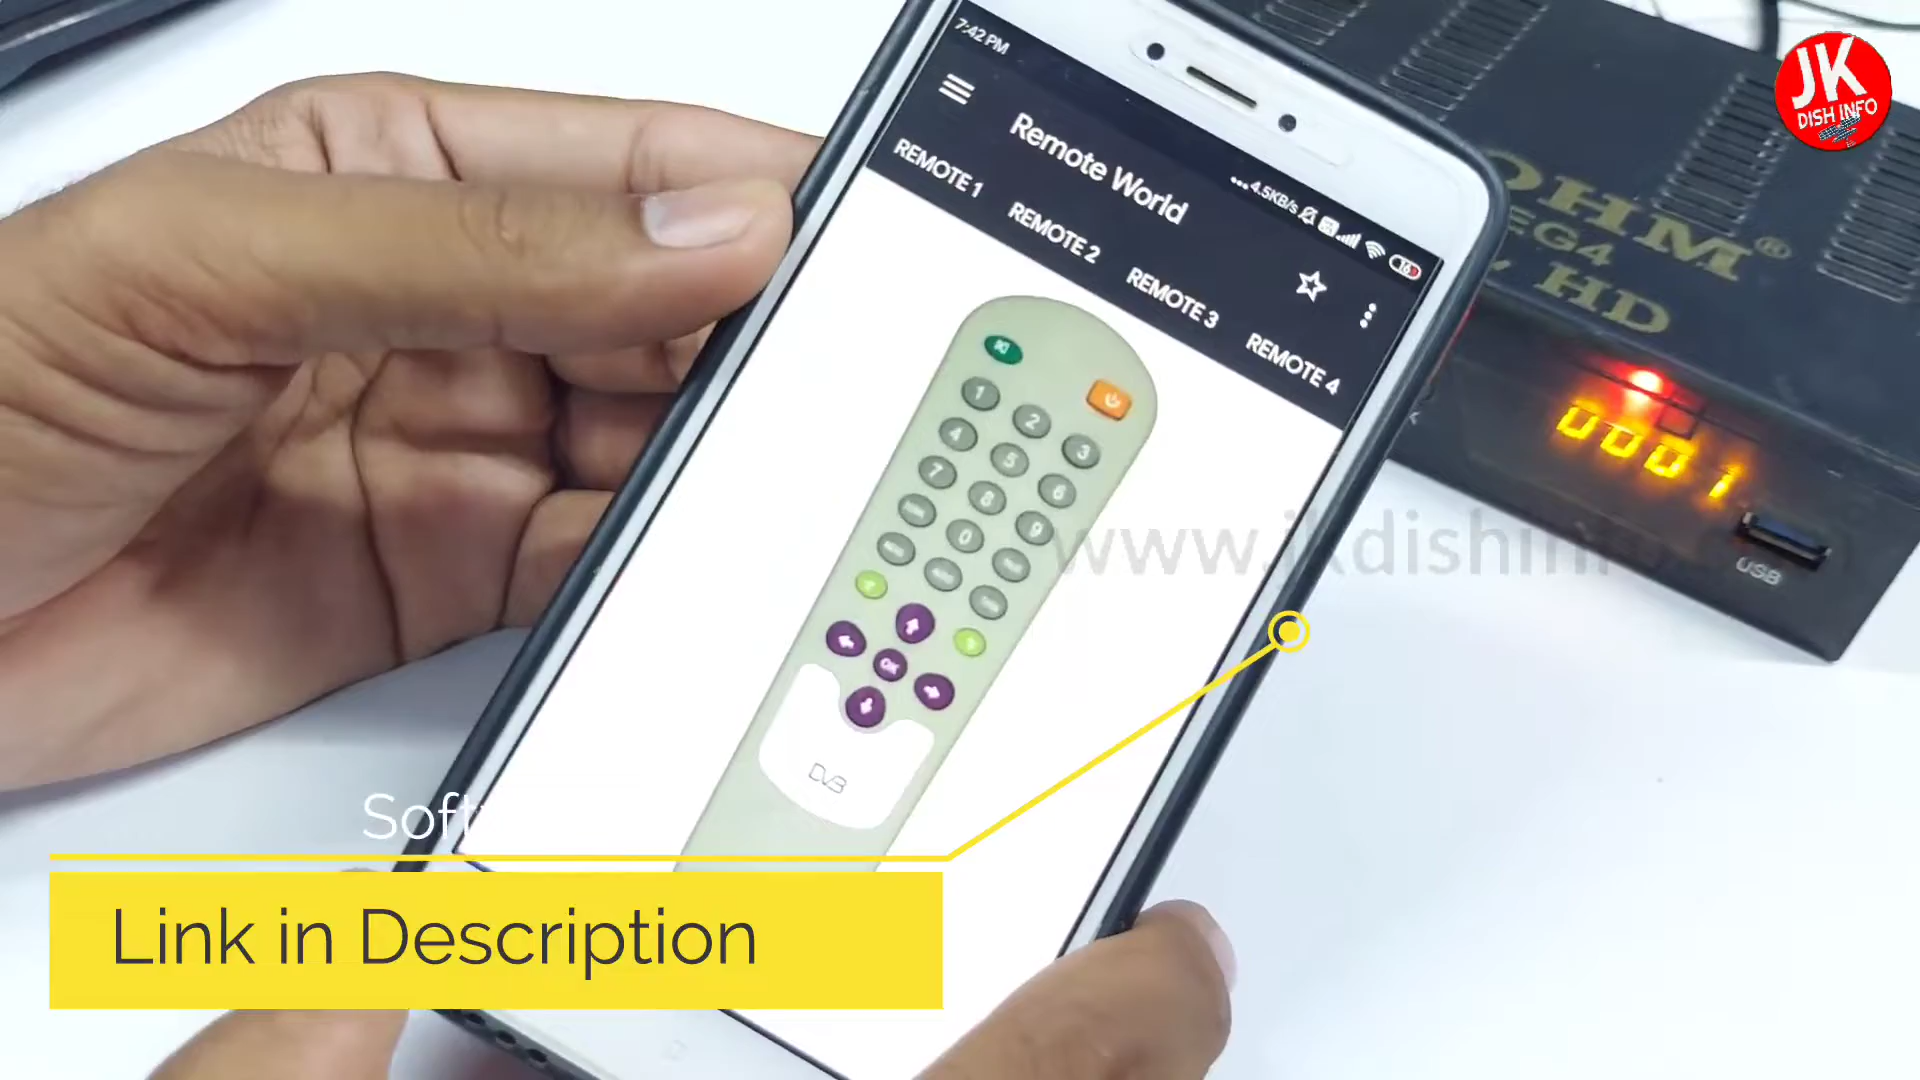 7:42 PM
4.5KB/s
16
Remote World
REMOTE 1
REMOTE 2
REMOTE 3
REMOTE 4
1
2
3
4
5
6
7
8
9
0
OK
DVB
JK
DISH INFO
OHM®
HD
0001
USB
Link in Description